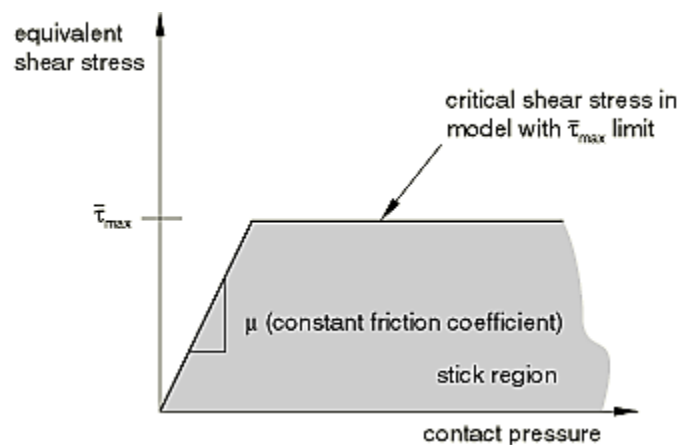 equivalent
shear stress
critical shear stress in
model with τ̄max limit
τ̄max
μ (constant friction coefficient)
stick region
contact pressure